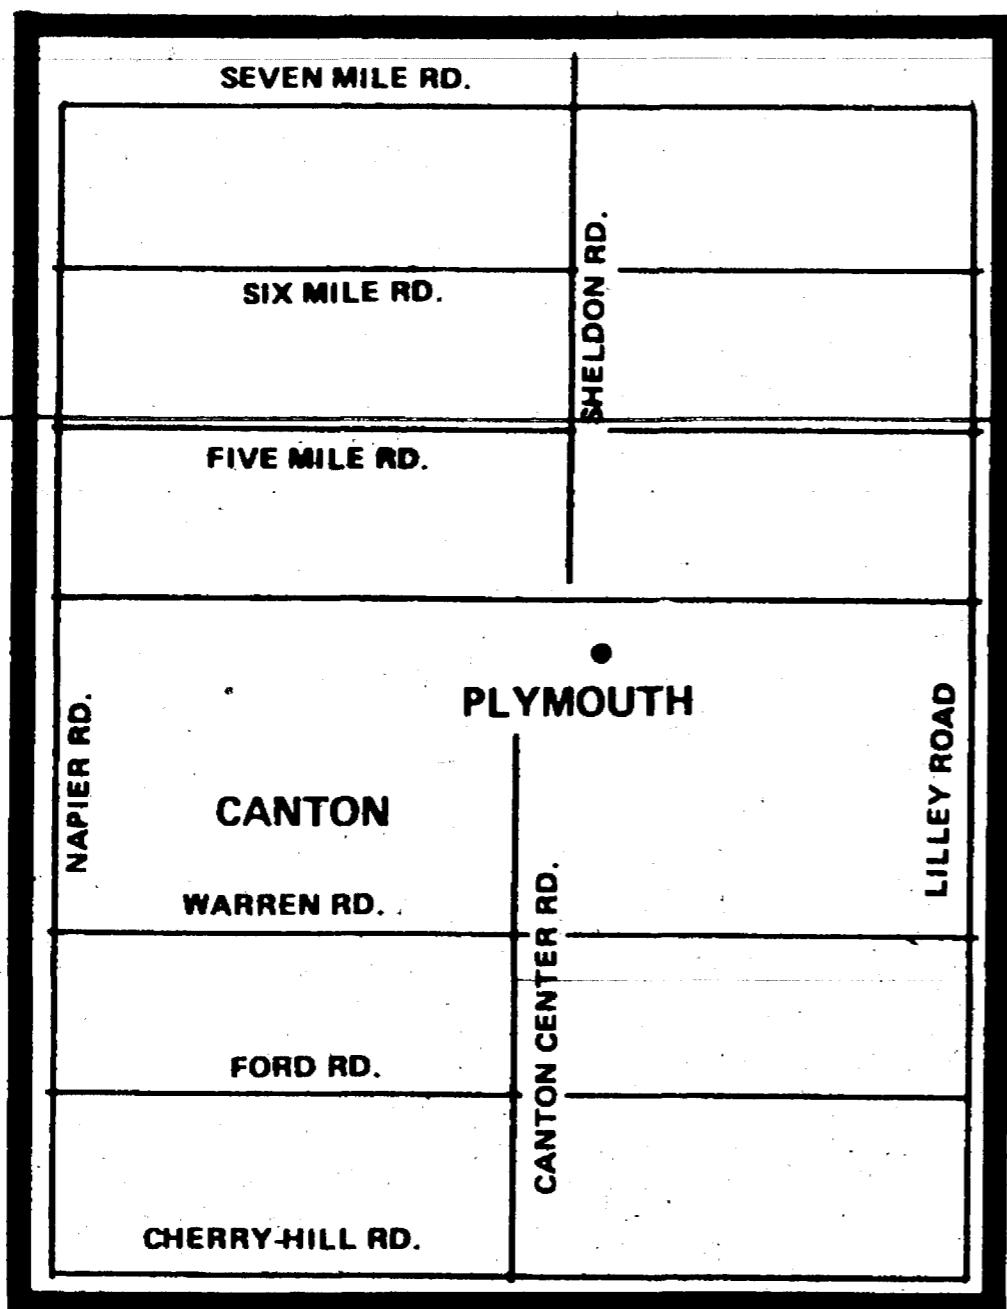 SEVEN MILE RD.
SHELDON RD.
SIX MILE RD.
FIVE MILE RD.
PLYMOUTH
NAPIER RD.
LILLEY ROAD
CANTON
WARREN RD.
CANTON CENTER RD.
FORD RD.
CHERRY-HILL RD.